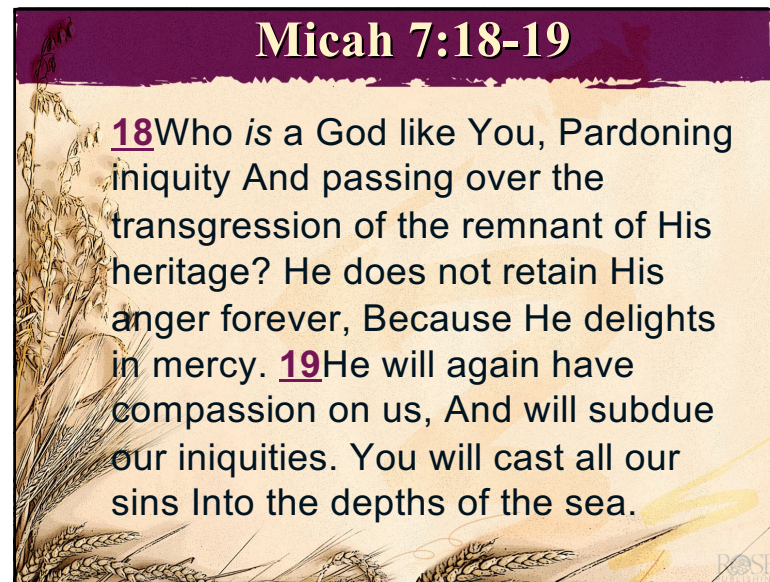 Micah 7:18-19
18Who is a God like You, Pardoning
iniquity And passing over the
transgression of the remnant of His
heritage? He does not retain His
anger forever, Because He delights
in mercy. 19He will again have
compassion on us, And will subdue
our iniquities. You will cast all our
sins Into the depths of the sea.